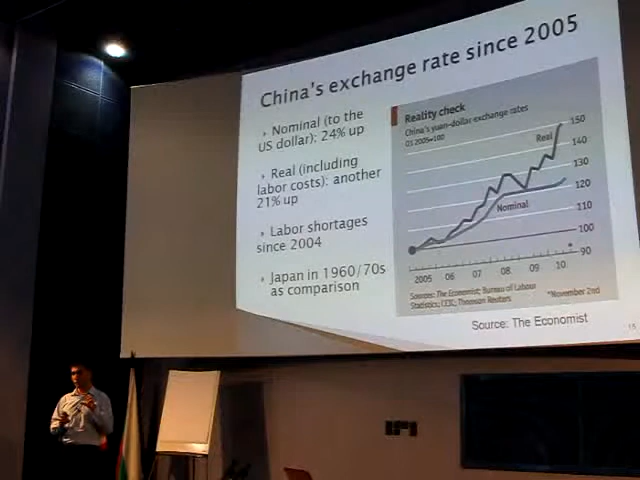 China's exchange rate since 2005
Nominal (to the
US dollar): 24% up
Real (including
labor costs): another
21% up
Labor shortages
since 2004
Japan in 1960/70s
as comparison
Reality check
China's yuan-dollar exchange rates
Q1 2005=100
150
Real
140
130
120
Nominal
110
100
90
2005 06 07 08 09 10
Sources: The Economist; Bureau of Labour
Statistics; CEIC; Thomson Reuters
*November 2nd
Source: The Economist
15